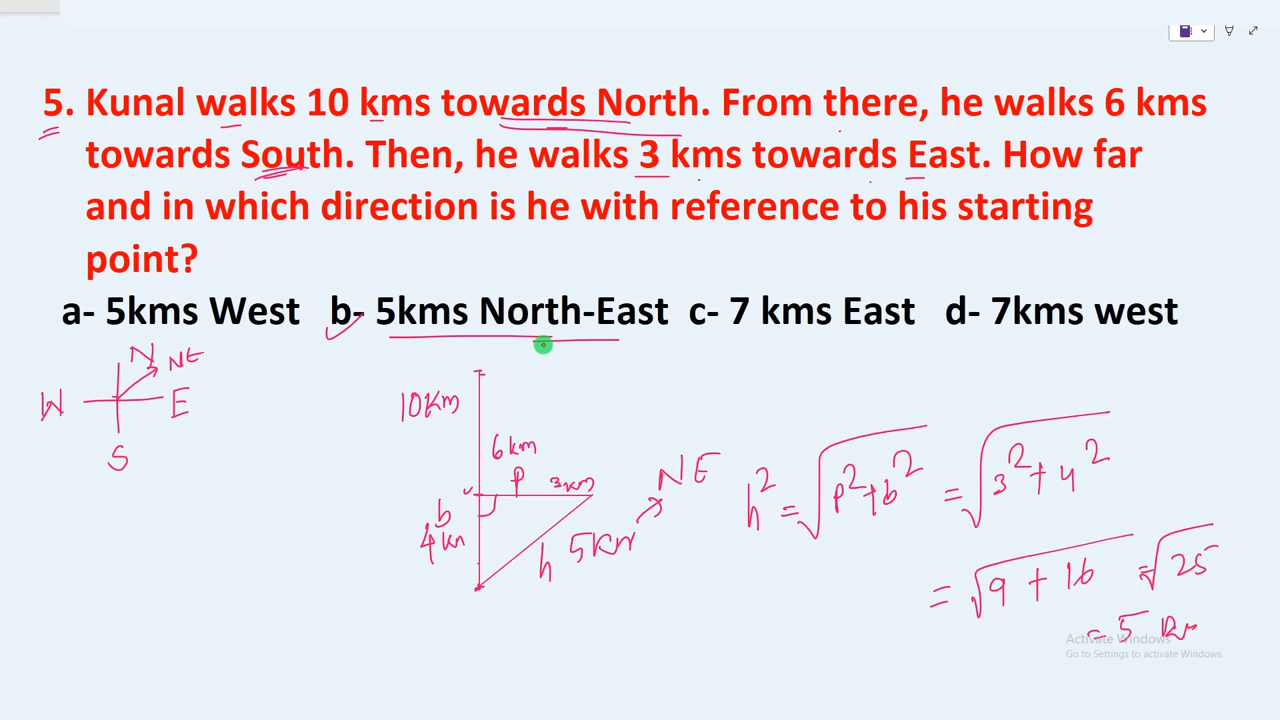 5. Kunal walks 10 kms towards North. From there, he walks 6 kms
towards South. Then, he walks 3 kms towards East. How far
and in which direction is he with reference to his starting
point?
a- 5kms West b- 5kms North-East c- 7 kms East d- 7kms west
N NE
W E
S
10Km
6km
P 3km
b
4km
h 5Km NE
h² = √p²+b² = √3²+4²
= √9+16 = √25
= 5 Km
Activate Windows
Go to Settings to activate Windows.